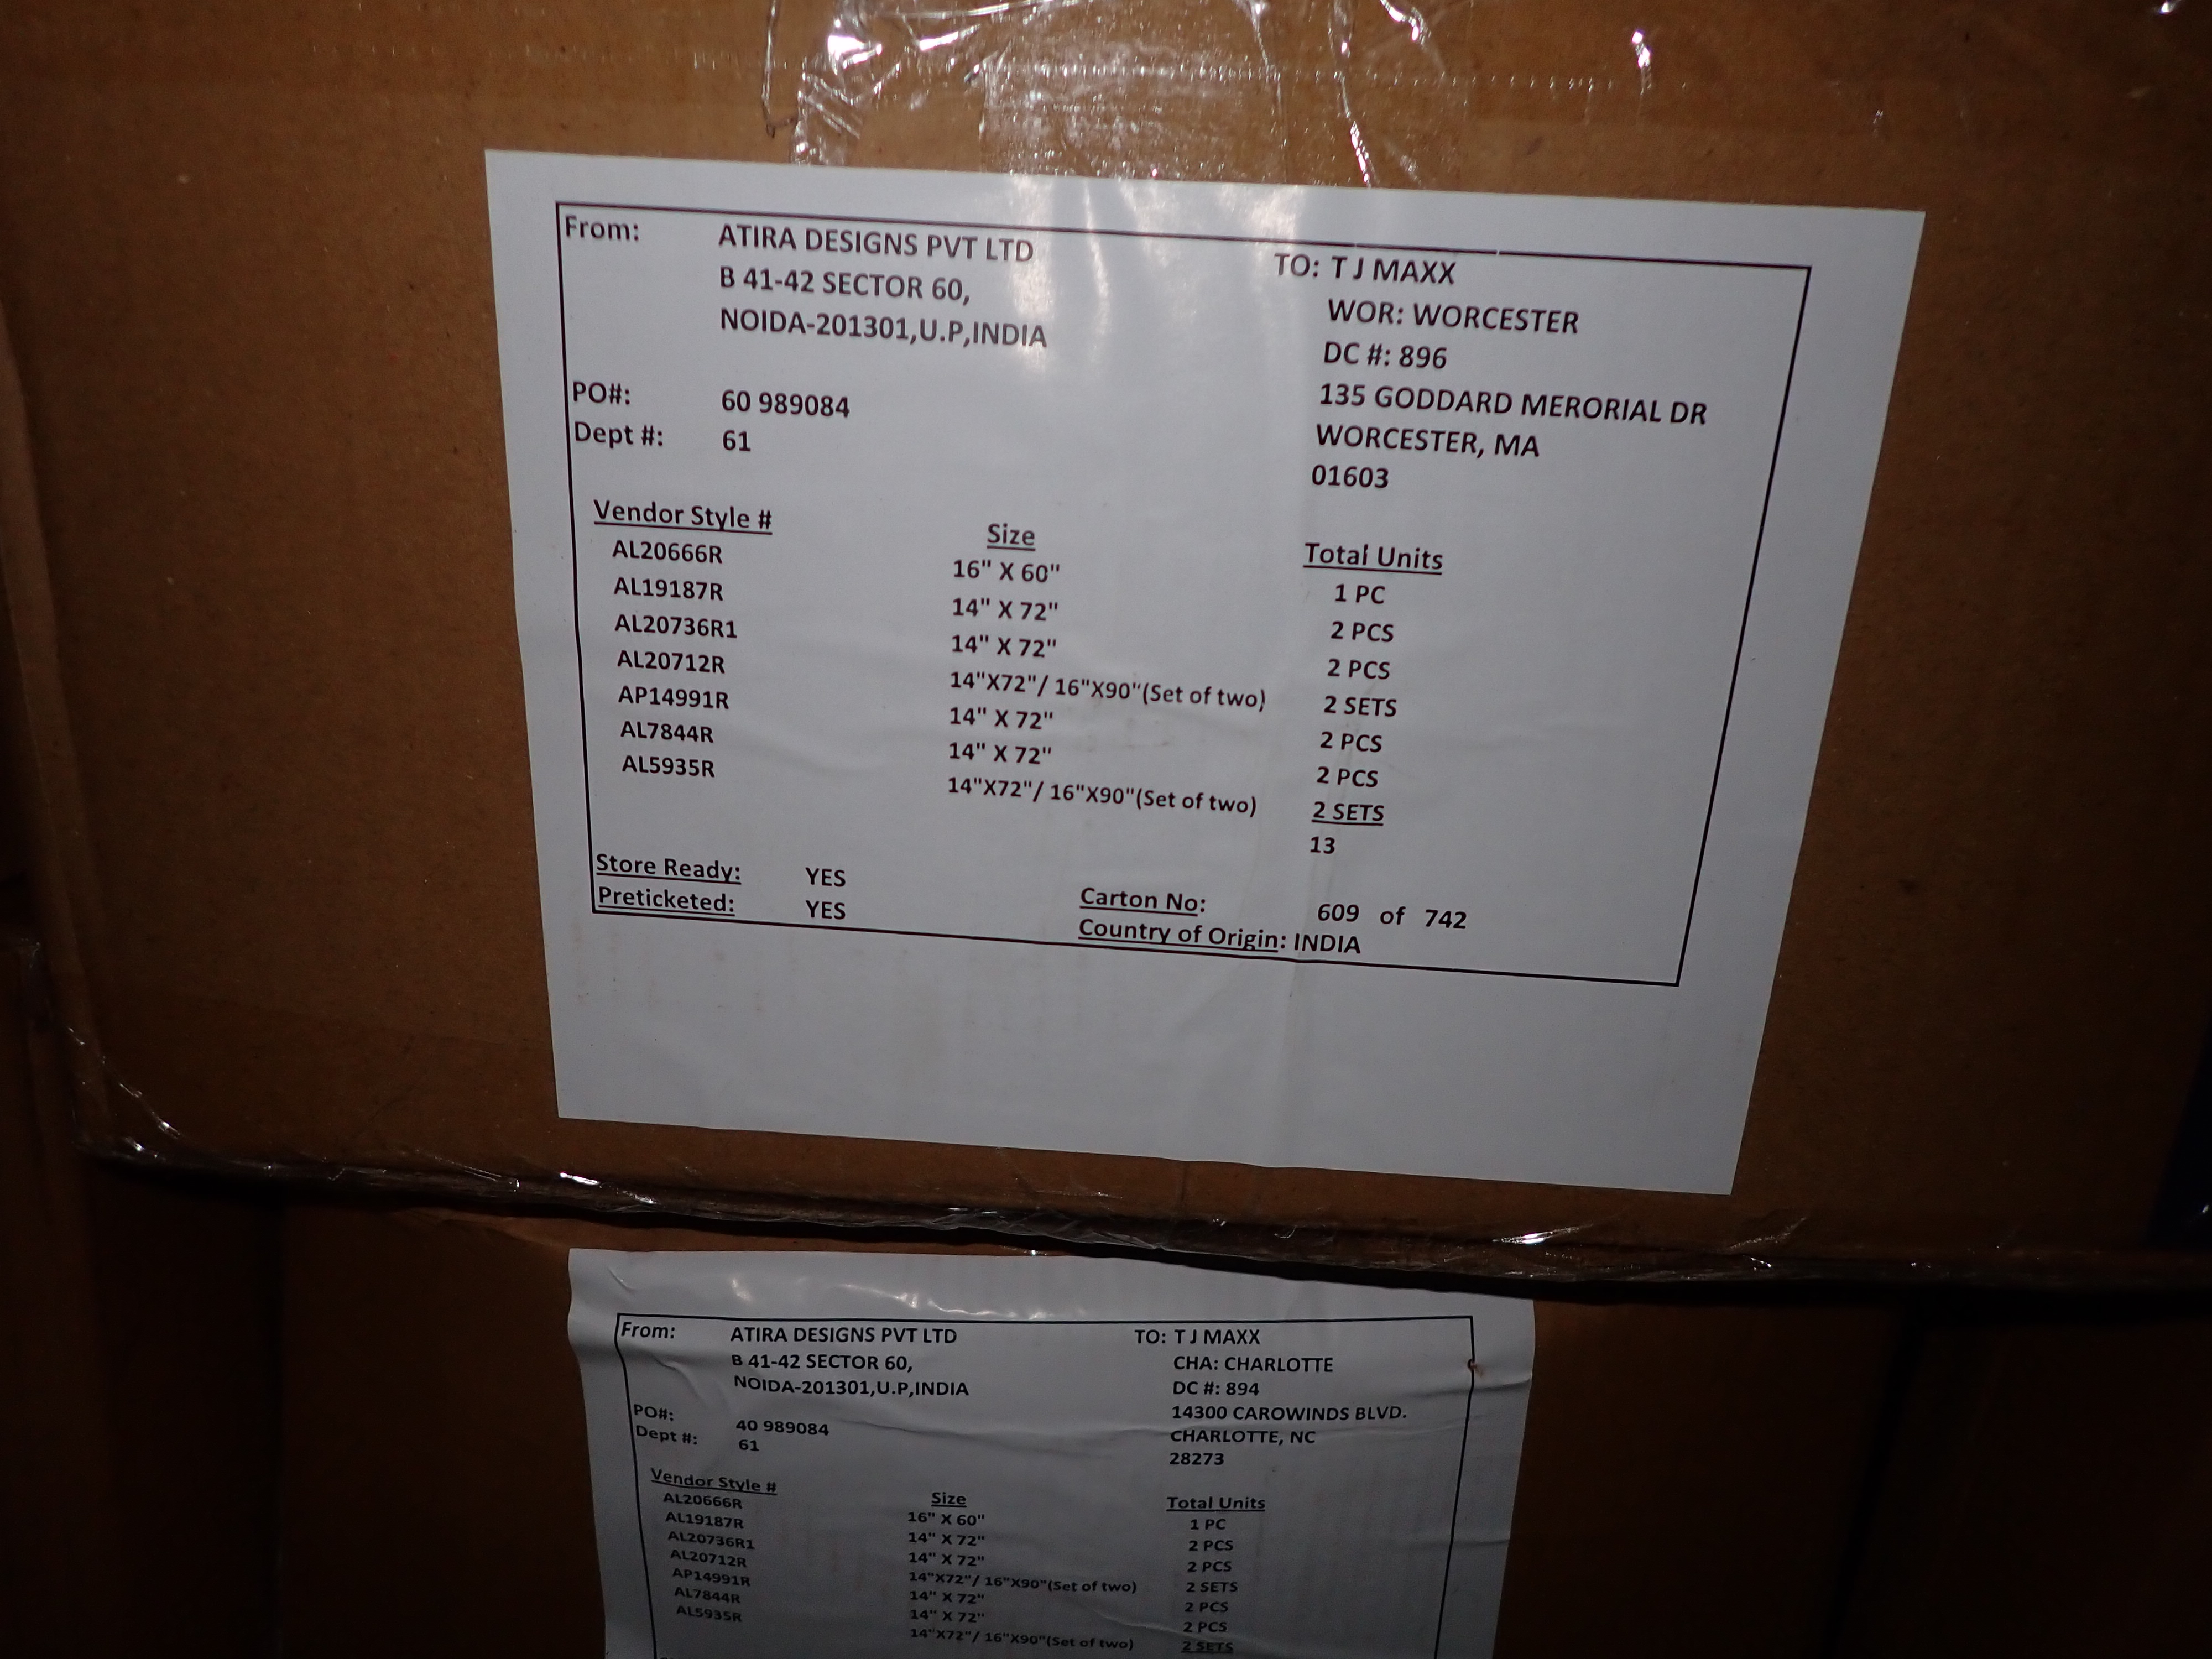 From: ATIRA DESIGNS PVT LTD
B 41-42 SECTOR 60,
NOIDA-201301,U.P,INDIA
TO: T J MAXX
WOR: WORCESTER
DC #: 896
135 GODDARD MERORIAL DR
WORCESTER, MA
01603
PO#: 60 989084
Dept #: 61
Vendor Style # Size Total Units
AL20666R 16" X 60" 1 PC
AL19187R 14" X 72" 2 PCS
AL20736R1 14" X 72" 2 PCS
AL20712R 14"X72"/ 16"X90"(Set of two) 2 SETS
AP14991R 14" X 72" 2 PCS
AL7844R 14" X 72" 2 PCS
AL5935R 14"X72"/ 16"X90"(Set of two) 2 SETS
13
Store Ready: YES
Preticketed: YES
Carton No: 609 of 742
Country of Origin: INDIA
From: ATIRA DESIGNS PVT LTD
B 41-42 SECTOR 60,
NOIDA-201301,U.P,INDIA
TO: T J MAXX
CHA: CHARLOTTE
DC #: 894
14300 CAROWINDS BLVD.
CHARLOTTE, NC
28273
PO#: 40 989084
Dept #: 61
Vendor Style # Size Total Units
AL20666R 16" X 60" 1 PC
AL19187R 14" X 72" 2 PCS
AL20736R1 14" X 72" 2 PCS
AL20712R 14"X72"/ 16"X90"(Set of two) 2 SETS
AP14991R 14" X 72" 2 PCS
AL7844R 14" X 72" 2 PCS
AL5935R 14"X72"/ 16"X90"(Set of two) 2 SETS